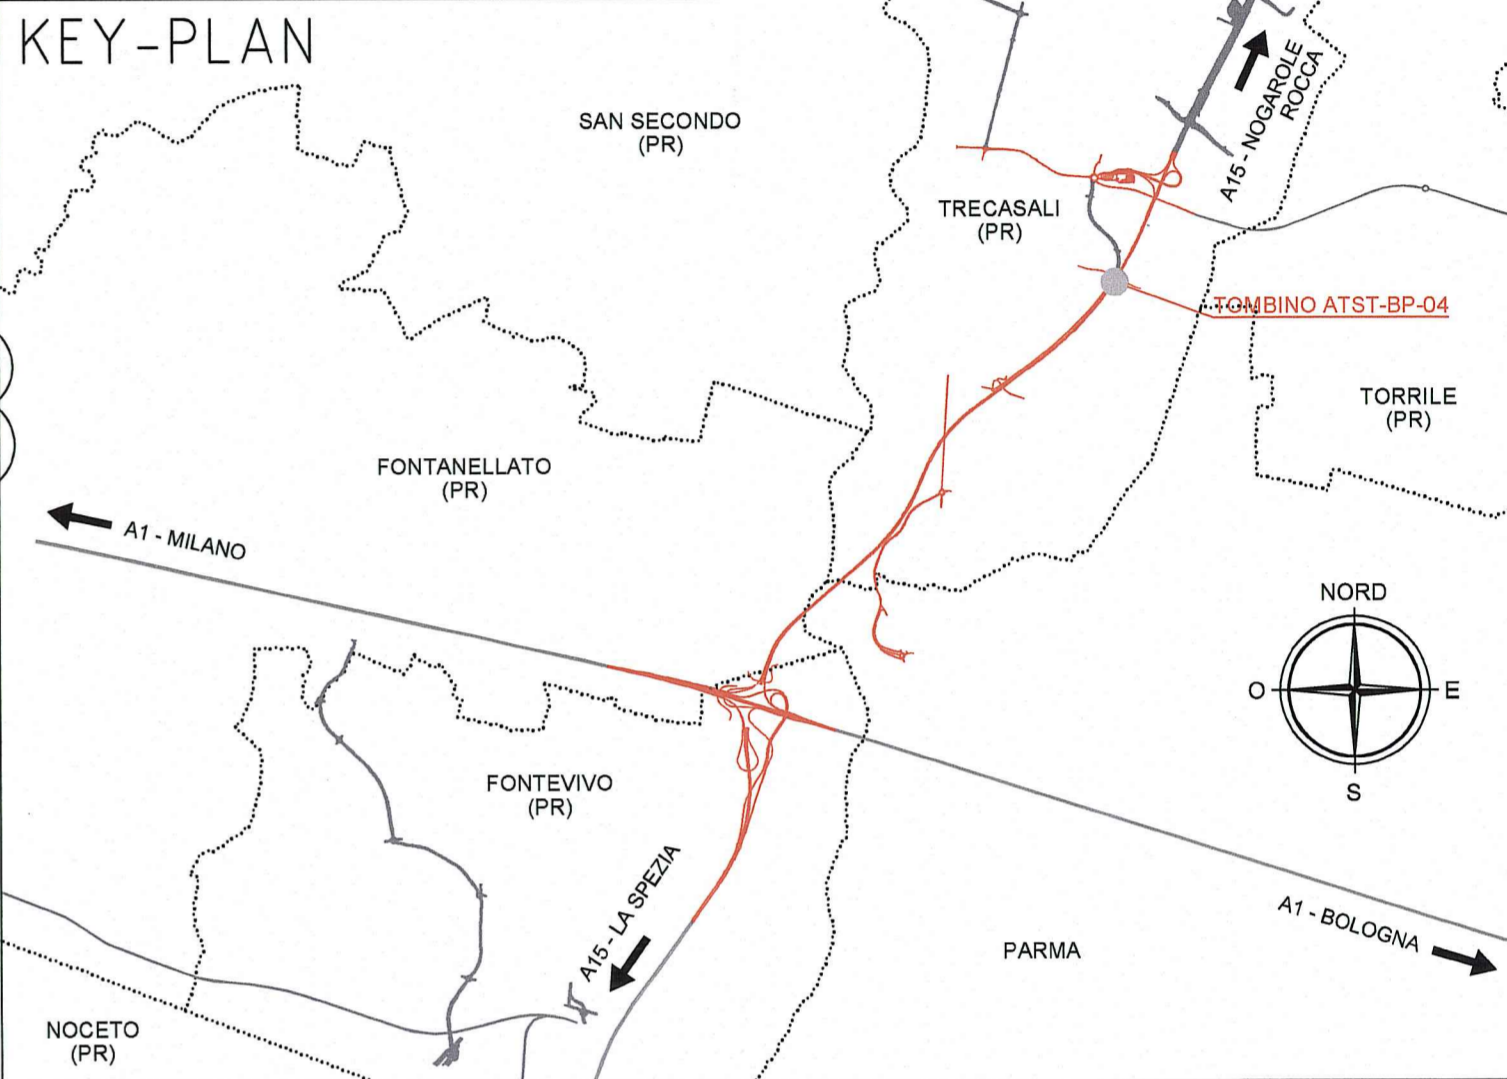 KEY-PLAN
SAN SECONDO
(PR)
A15 - NOGAROLE
ROCCA
TRECASALI
(PR)
TOMBINO ATST-BP-04
TORRILE
(PR)
FONTANELLATO
(PR)
A1 - MILANO
NORD
O
E
S
FONTEVIVO
(PR)
A15 - LA SPEZIA
A1 - BOLOGNA
PARMA
NOCETO
(PR)